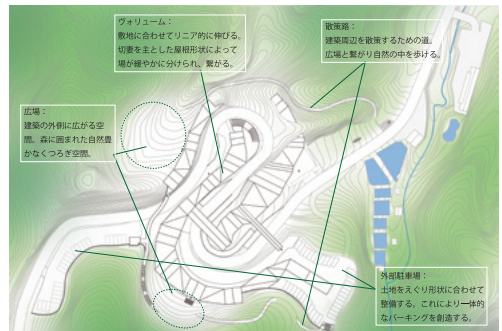 ヴォリューム：
敷地に合わせてリニア的に伸びる。
切妻を主とした屋根形状によって
場が緩やかに分けられ、繋がる。
散策路：
建築周辺を散策するための道。
広場と繋がり自然の中を歩ける。
広場：
建築の外側に広がる空
間。森に囲まれた自然豊
かなくつろぎ空間。
外部駐車場：
土地をえぐり形状に合わせて
整備する。これにより一体的
なパーキングを創造する。